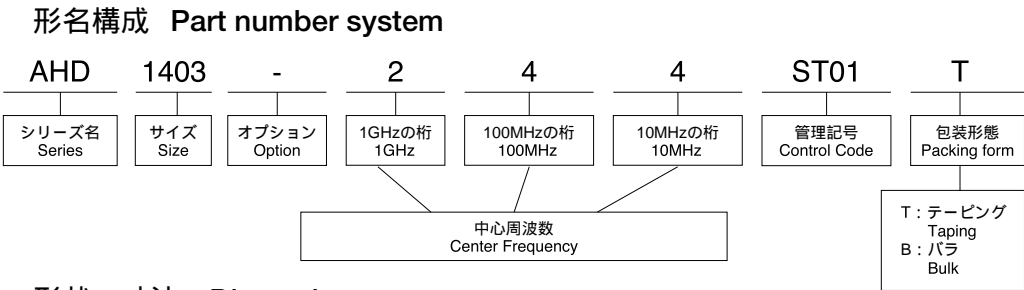 形名構成 Part number system
AHD 1403 - 2 4 4 ST01 T
シリーズ名 サイズ オプション 1GHzの桁 100MHzの桁 10MHzの桁 管理記号 包装形態
Series Size Option 1GHz 100MHz 10MHz Control Code Packing form
T：テーピング
Taping
B：バラ
Bulk
中心周波数
Center Frequency